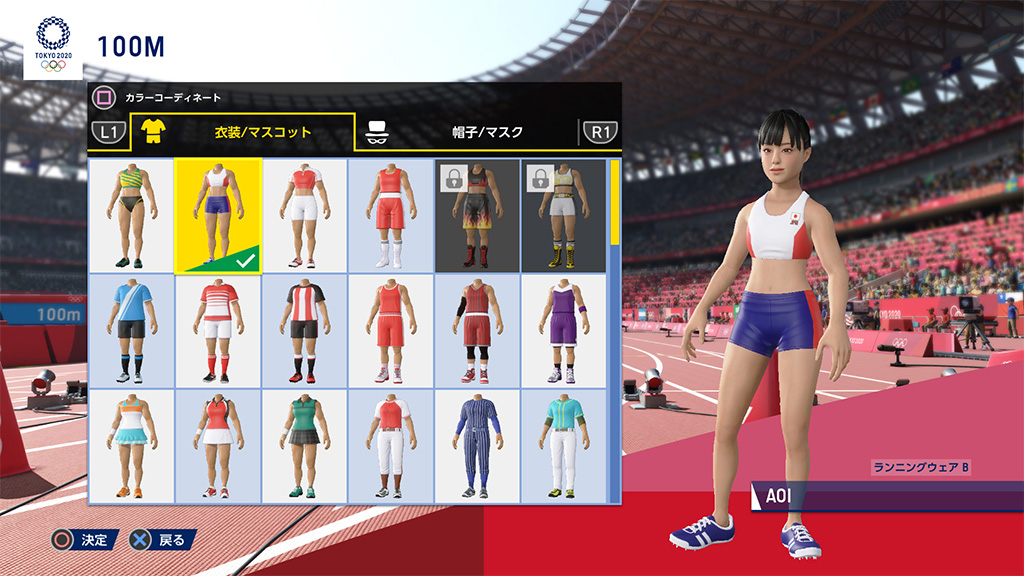 TOKYO 2020
100M
カラーコーディネート
L1
衣装/マスコット
帽子/マスク
R1
100m
TOKYO 2020
ランニングウェア B
AOI
決定
戻る